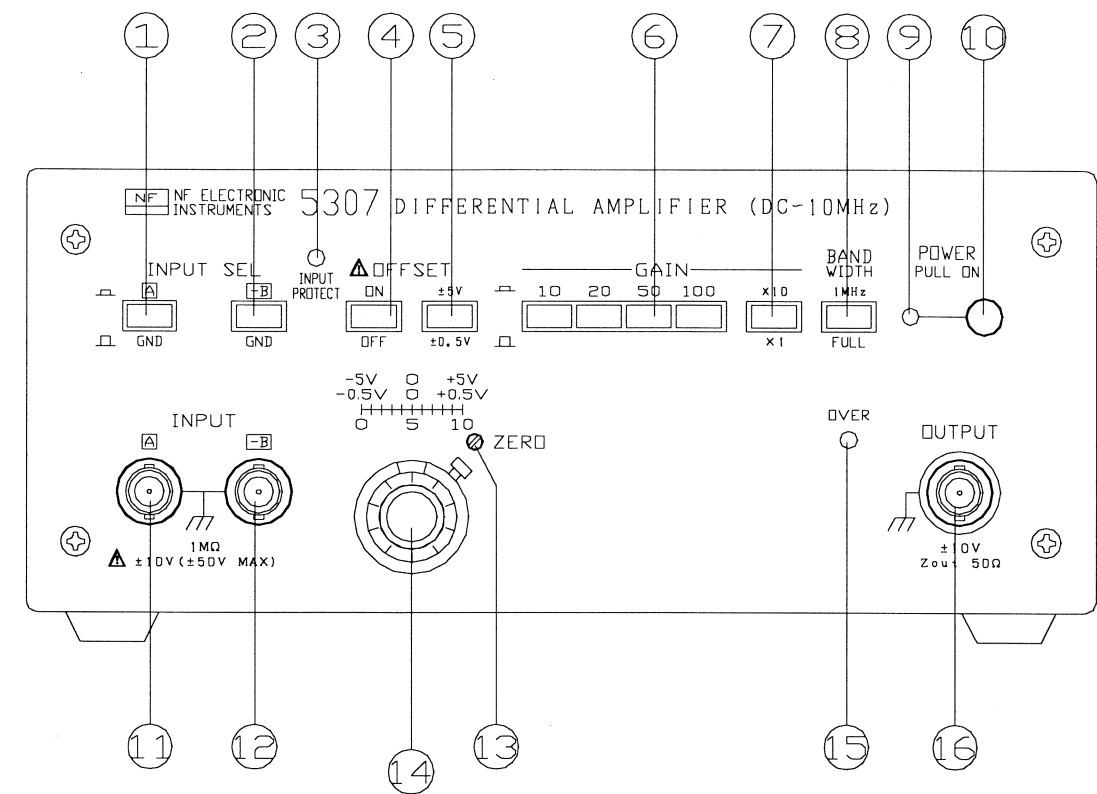 1 2 3 4 5 6 7 8 9 10
NF NF ELECTRONIC INSTRUMENTS 5307 DIFFERENTIAL AMPLIFIER (DC-10MHz)
INPUT SEL
A -B
GND GND
INPUT
PROTECT
OFFSET
ON ±5V
OFF ±0.5V
GAIN
10 20 50 100 ×10
×1
BAND
WIDTH
1MHz
FULL
POWER
PULL ON
-5V 0 +5V
-0.5V 0 +0.5V
0 5 10
ZERO
INPUT
A -B
1MΩ
±10V (±50V MAX)
OVER
OUTPUT
±10V
Zout 50Ω
11 12 14 13 15 16